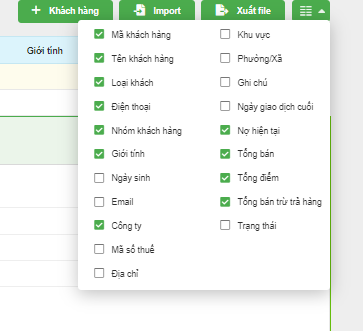 Khách hàng
Import
Xuất file
Giới tính
Mã khách hàng
Tên khách hàng
Loại khách
Điện thoại
Nhóm khách hàng
Giới tính
Ngày sinh
Email
Công ty
Mã số thuế
Địa chỉ
Khu vực
Phường/Xã
Ghi chú
Ngày giao dịch cuối
Nợ hiện tại
Tổng bán
Tổng điểm
Tổng bán trừ trả hàng
Trạng thái